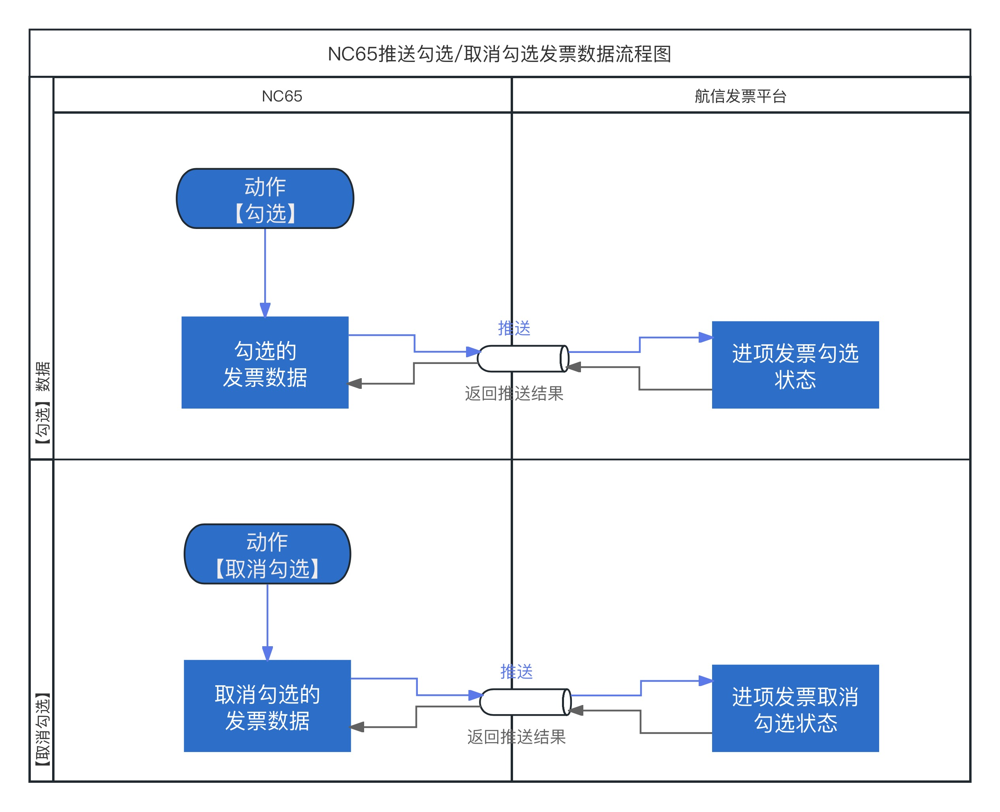 NC65推送勾选/取消勾选发票数据流程图
NC65
航信发票平台
【勾选】数据
动作
【勾选】
勾选的
发票数据
推送
返回推送结果
进项发票勾选
状态
【取消勾选】
动作
【取消勾选】
取消勾选的
发票数据
推送
返回推送结果
进项发票取消
勾选状态